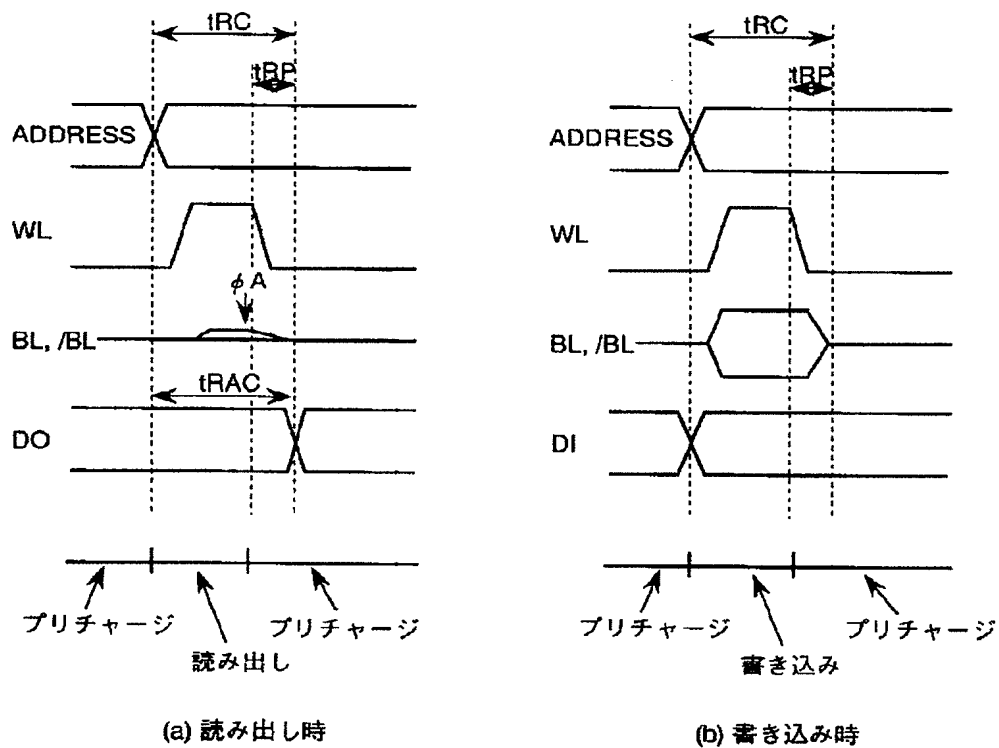 tRC
tRP
ADDRESS
WL
φA
BL, /BL
tRAC
DO
プリチャージ
読み出し
プリチャージ
(a) 読み出し時
tRC
tRP
ADDRESS
WL
BL, /BL
DI
プリチャージ
書き込み
プリチャージ
(b) 書き込み時